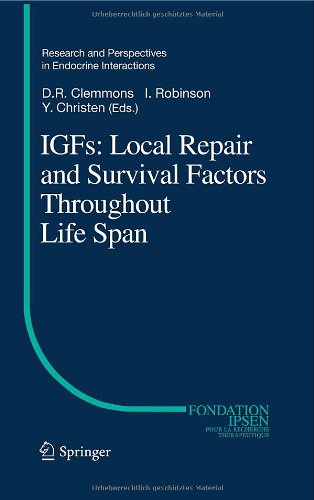 Urheberrechtlich geschütztes Material
Research and Perspectives
in Endocrine Interactions
D.R. Clemmons I. Robinson
Y. Christen (Eds.)
IGFs: Local Repair
and Survival Factors
Throughout
Life Span
FONDATION
IPSEN
POUR LA RECHERCHE
THERAPEUTIQUE
Springer
Urheberrechtlich geschütztes Material